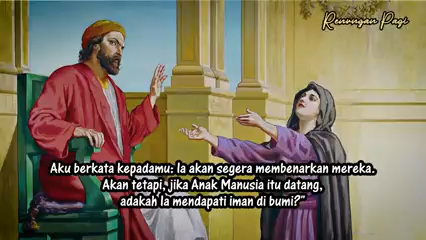 Renungan Pagi
Aku berkata kepadamu: Ia akan segera membenarkan mereka.
Akan tetapi, jika Anak Manusia itu datang,
adakah Ia mendapati iman di bumi?"